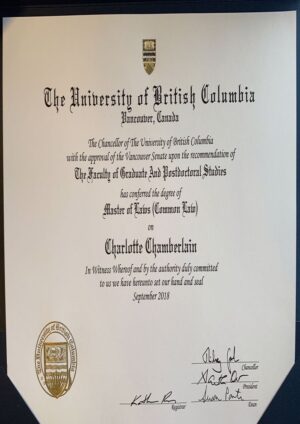 The University of British Columbia
Vancouver, Canada
The Chancellor of The University of British Columbia
with the approval of the Vancouver Senate upon the recommendation of
The Faculty of Graduate And Postdoctoral Studies
has conferred the degree of
Master of Laws (Common Law)
on
Charlotte Chamberlain
In Witness Whereof and by the authority duly committed
to us we have hereunto set our hand and seal
September 2018
Chancellor
President
Registrar
Dean